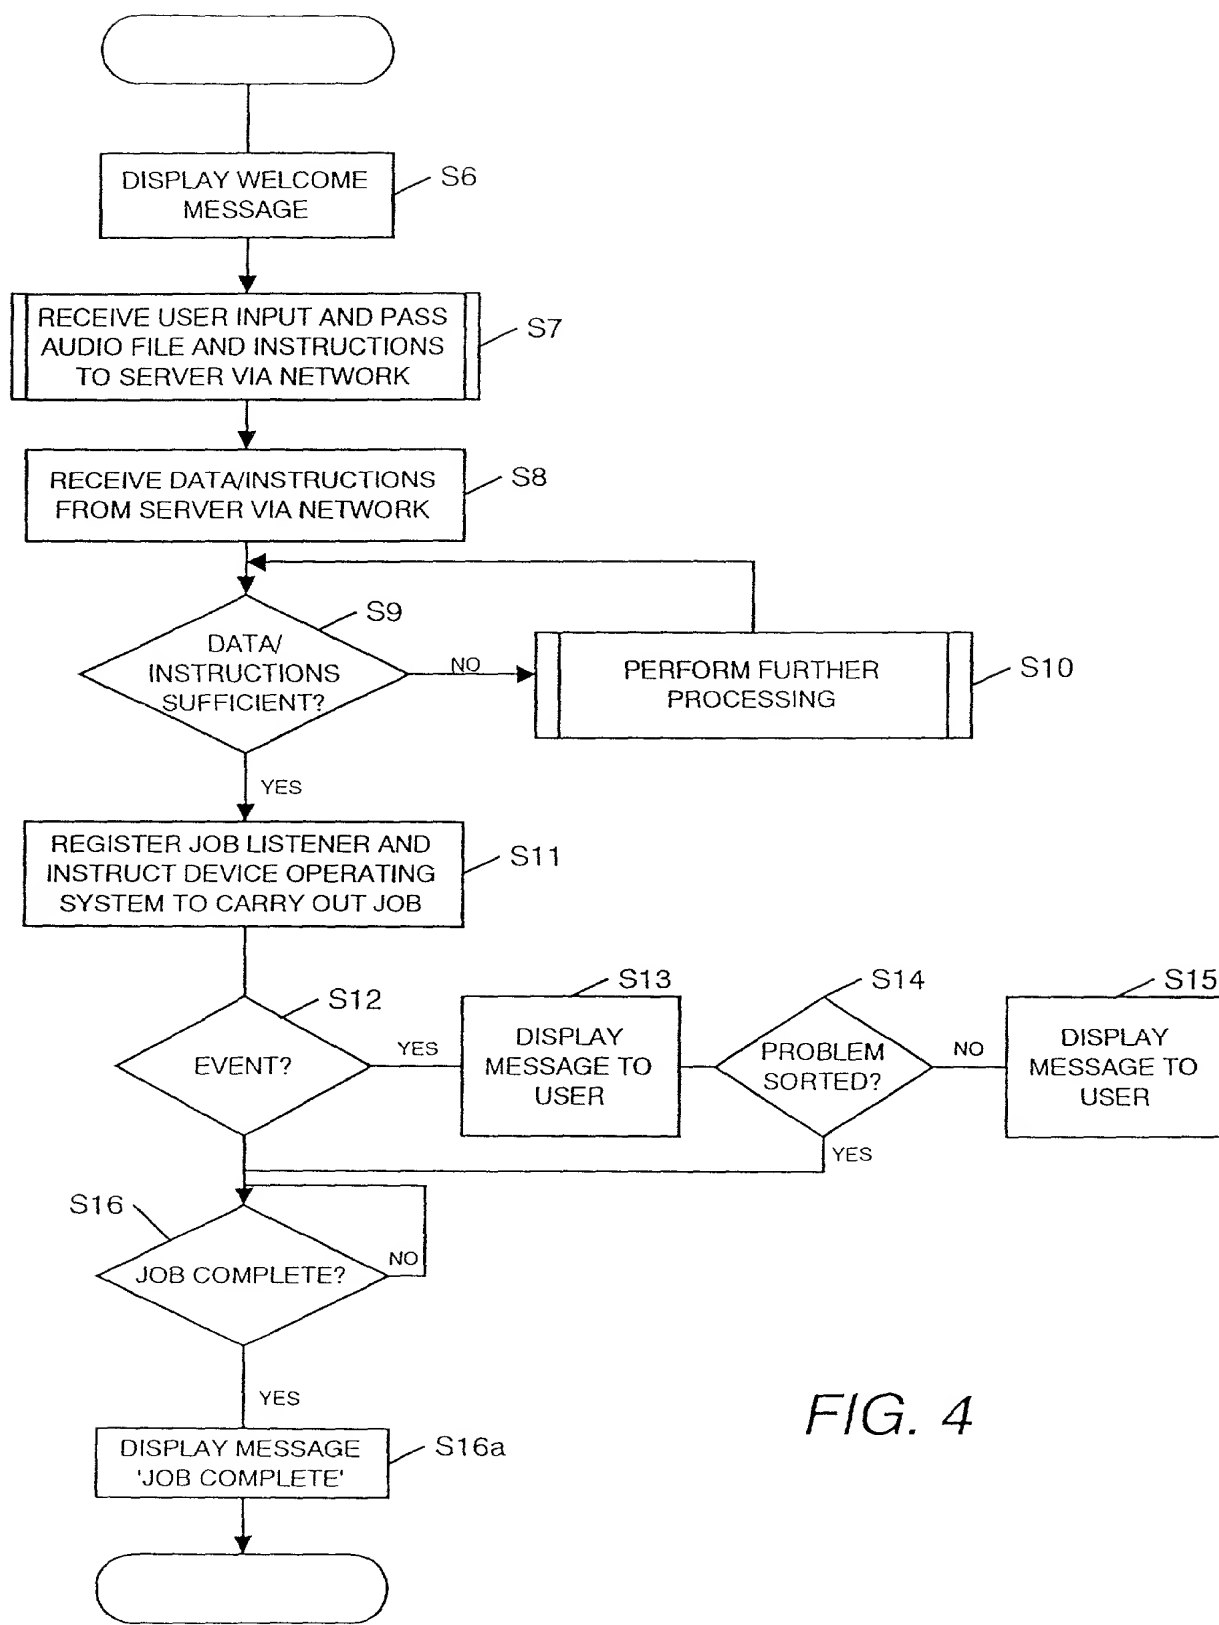 DISPLAY WELCOME
MESSAGE
S6
RECEIVE USER INPUT AND PASS
AUDIO FILE AND INSTRUCTIONS
TO SERVER VIA NETWORK
S7
RECEIVE DATA/INSTRUCTIONS
FROM SERVER VIA NETWORK
S8
S9
DATA/
INSTRUCTIONS
SUFFICIENT?
NO
PERFORM FURTHER
PROCESSING
S10
YES
REGISTER JOB LISTENER AND
INSTRUCT DEVICE OPERATING
SYSTEM TO CARRY OUT JOB
S11
S12
EVENT?
YES
S13
DISPLAY
MESSAGE TO
USER
S14
PROBLEM
SORTED?
NO
S15
DISPLAY
MESSAGE TO
USER
YES
S16
JOB COMPLETE?
NO
YES
DISPLAY MESSAGE
'JOB COMPLETE'
S16a
FIG. 4